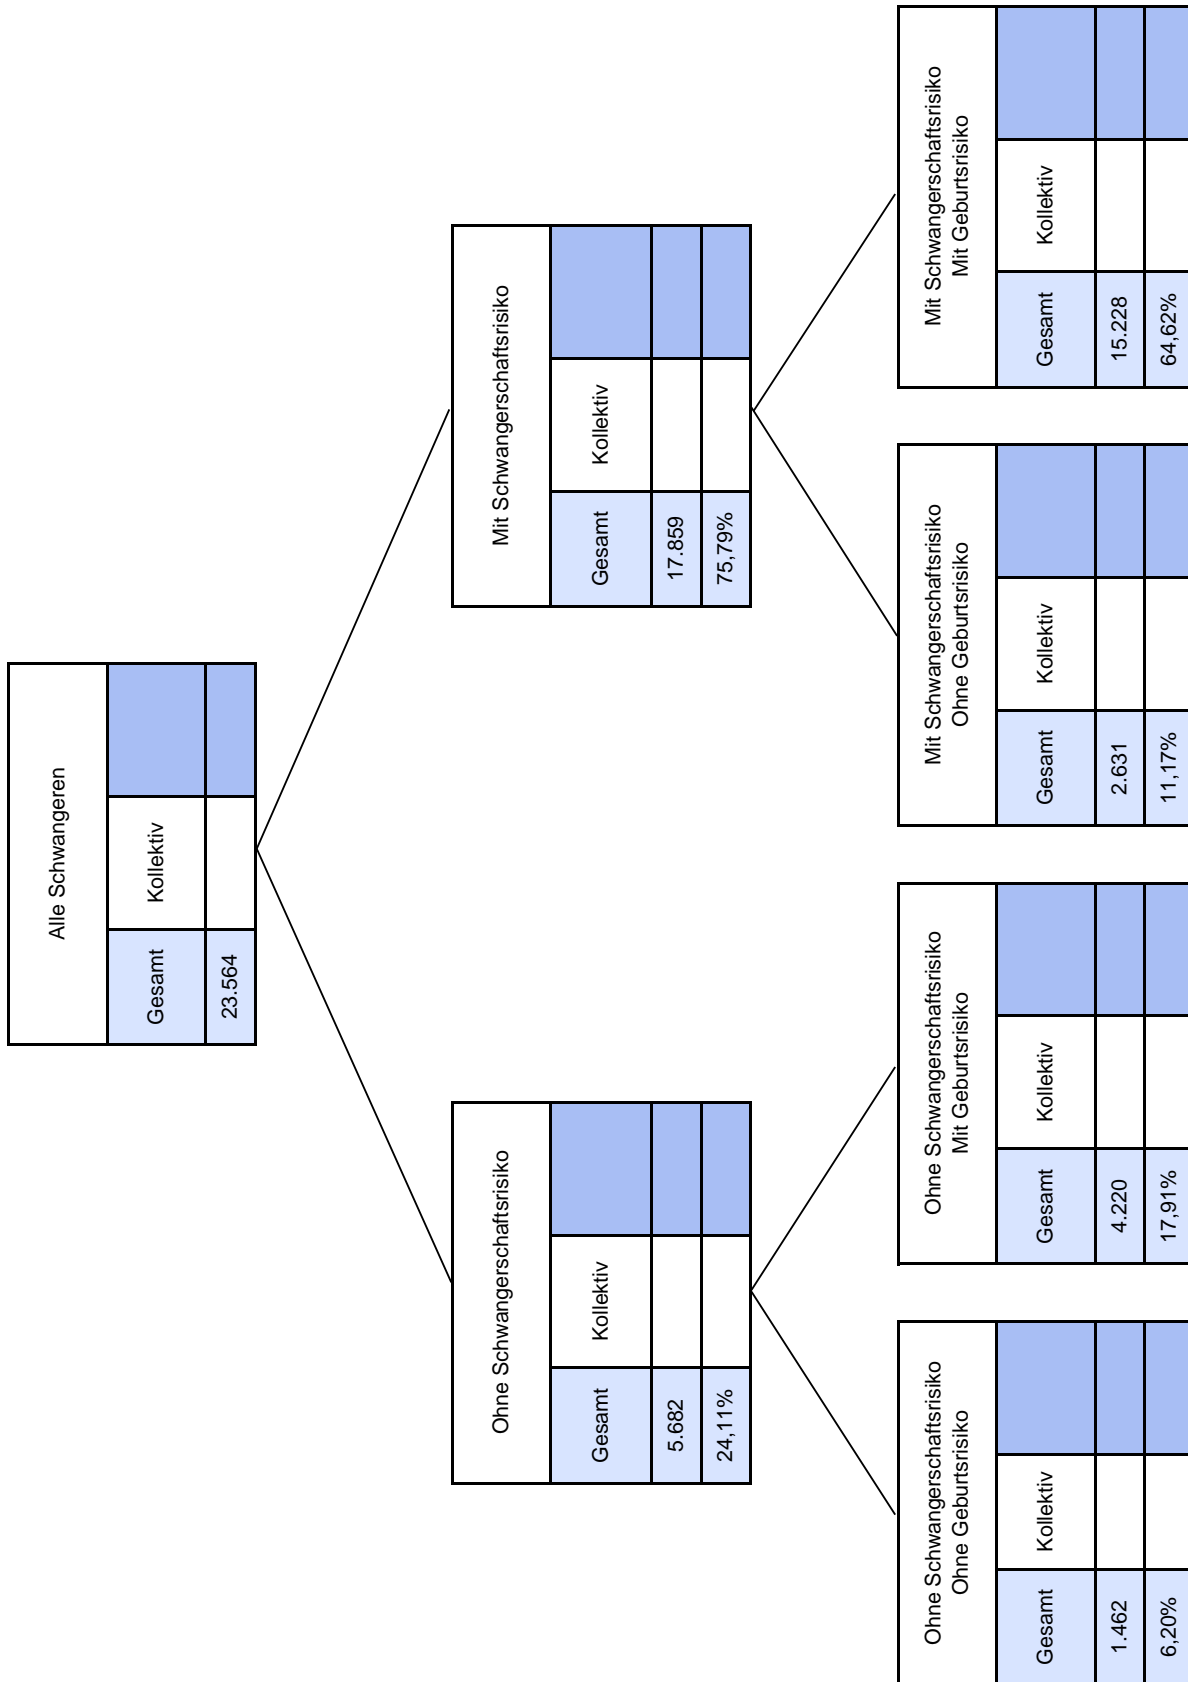 Alle Schwangeren
Gesamt Kollektiv
23.564
Ohne Schwangerschaftsrisiko
Gesamt Kollektiv
5.682
24,11%
Mit Schwangerschaftsrisiko
Gesamt Kollektiv
17.859
75,79%
Ohne Schwangerschaftsrisiko
Ohne Geburtsrisiko
Gesamt Kollektiv
1.462
6,20%
Ohne Schwangerschaftsrisiko
Mit Geburtsrisiko
Gesamt Kollektiv
4.220
17,91%
Mit Schwangerschaftsrisiko
Ohne Geburtsrisiko
Gesamt Kollektiv
2.631
11,17%
Mit Schwangerschaftsrisiko
Mit Geburtsrisiko
Gesamt Kollektiv
15.228
64,62%